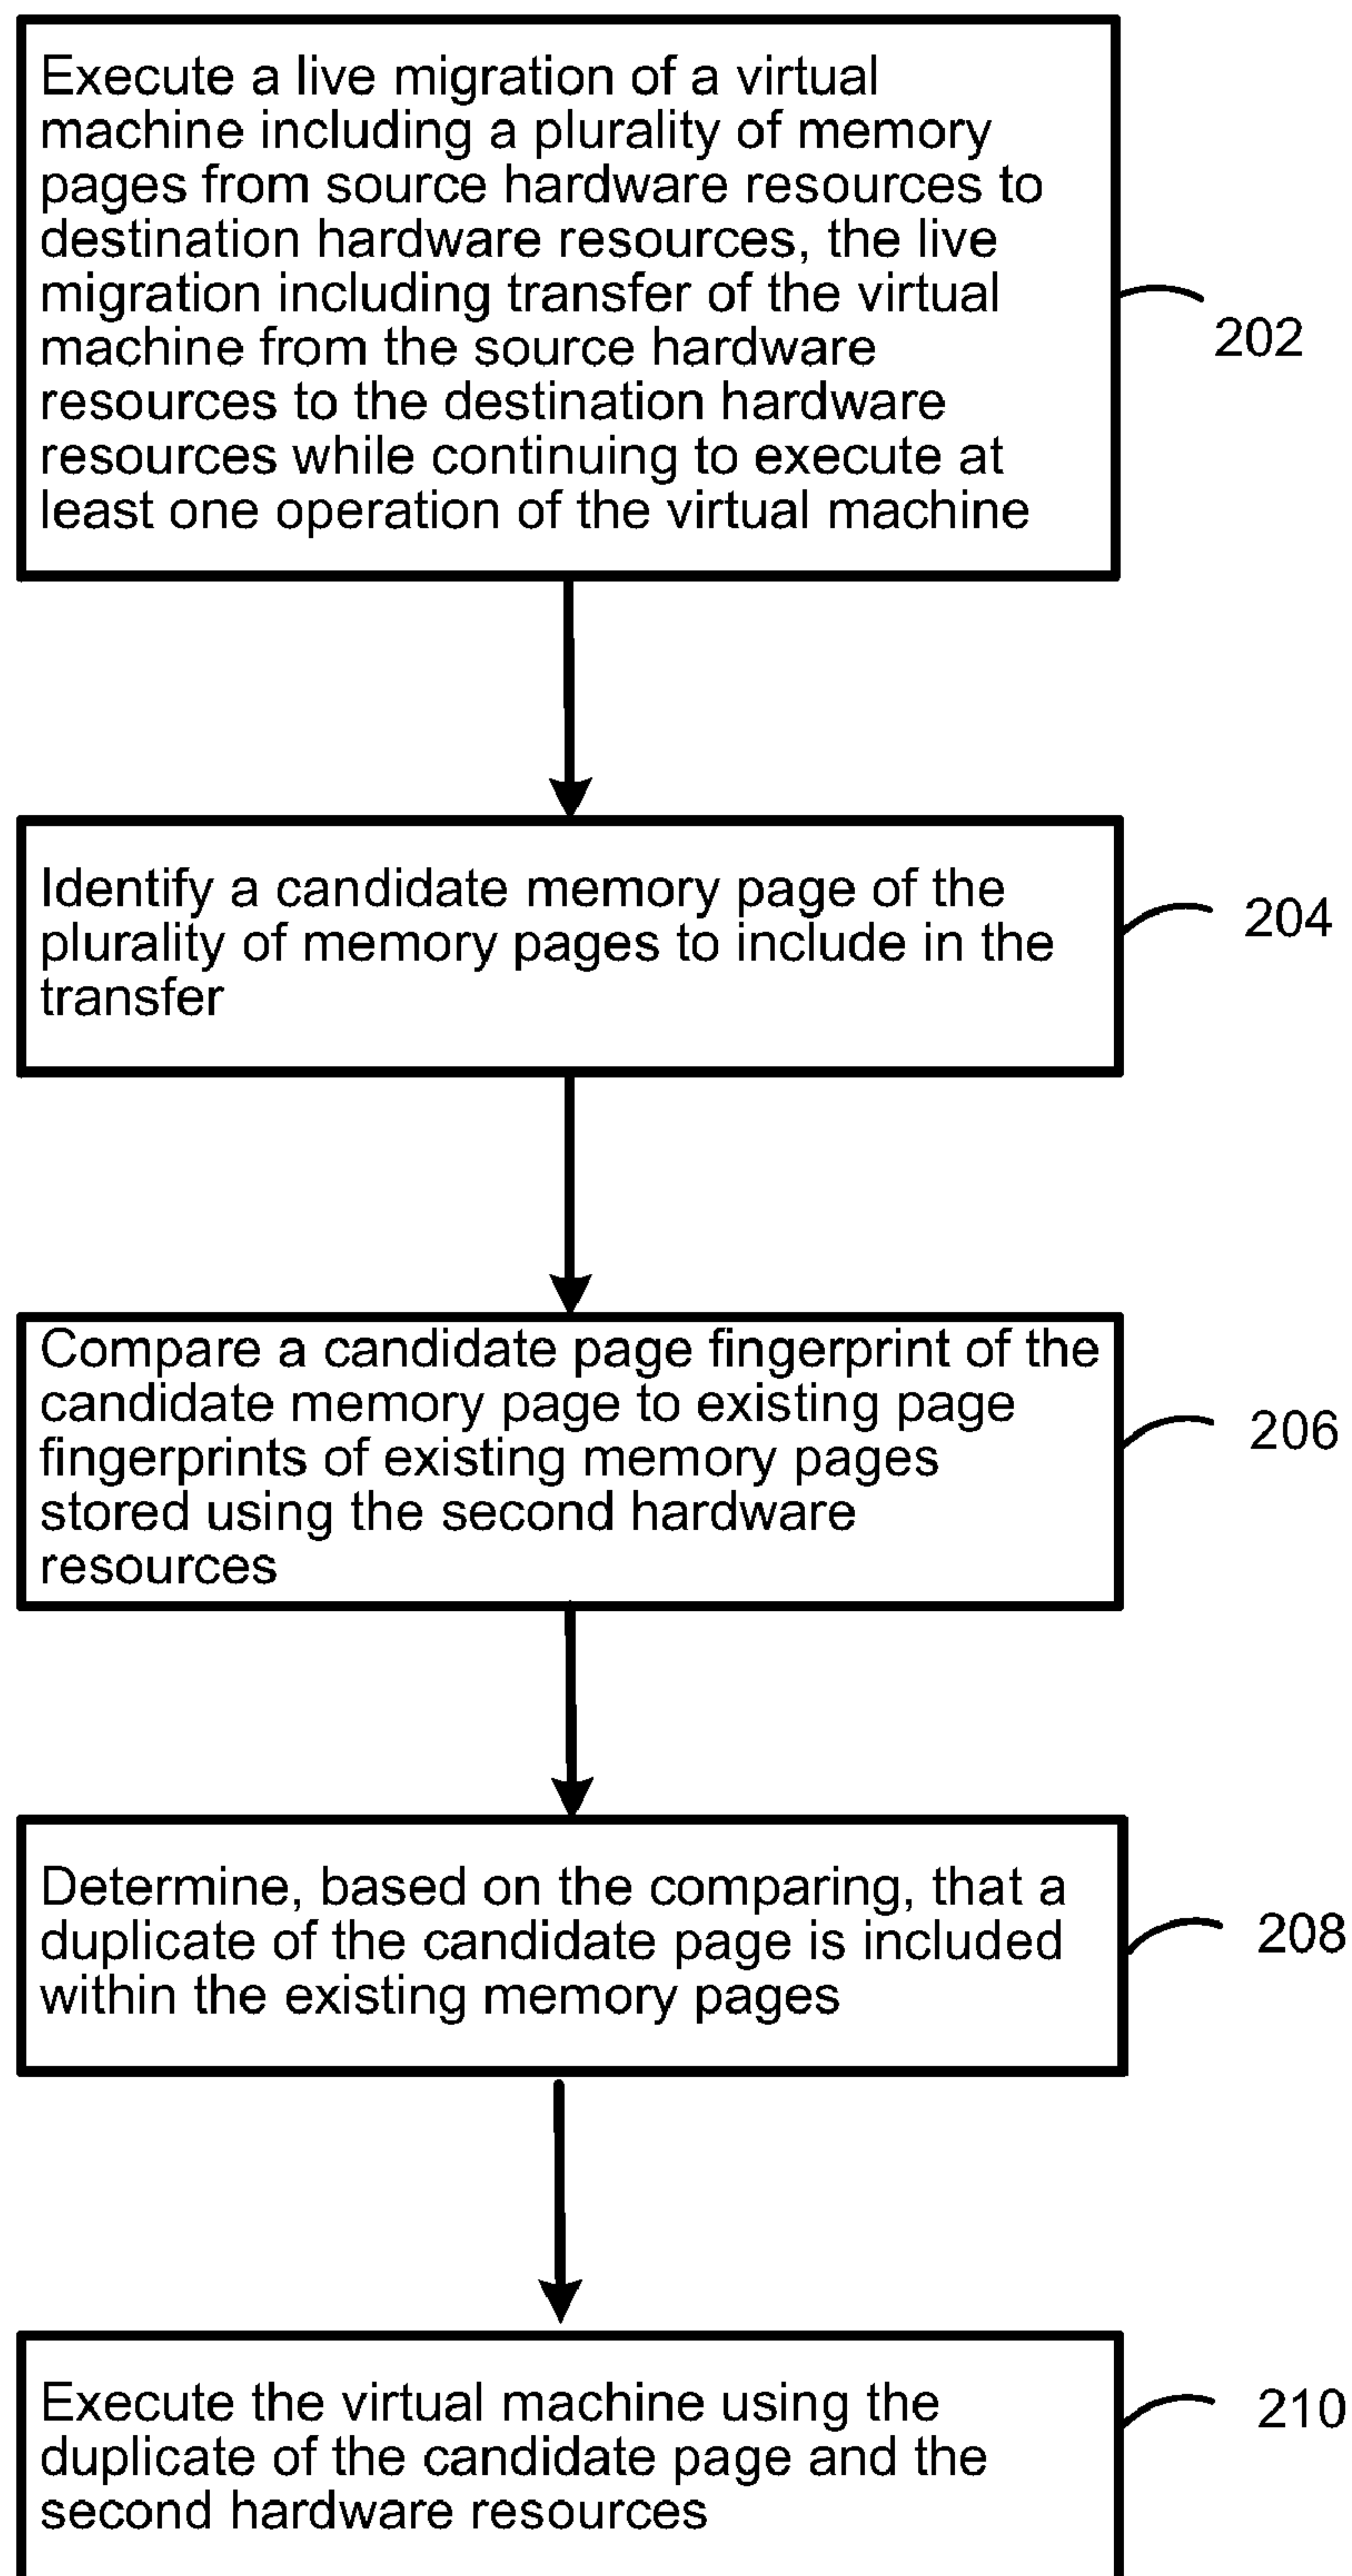 Execute a live migration of a virtual
machine including a plurality of memory
pages from source hardware resources to
destination hardware resources, the live
migration including transfer of the virtual
machine from the source hardware
resources to the destination hardware
resources while continuing to execute at
least one operation of the virtual machine
202
Identify a candidate memory page of the
plurality of memory pages to include in the
transfer
204
Compare a candidate page fingerprint of the
candidate memory page to existing page
fingerprints of existing memory pages
stored using the second hardware
resources
206
Determine, based on the comparing, that a
duplicate of the candidate page is included
within the existing memory pages
208
Execute the virtual machine using the
duplicate of the candidate page and the
second hardware resources
210